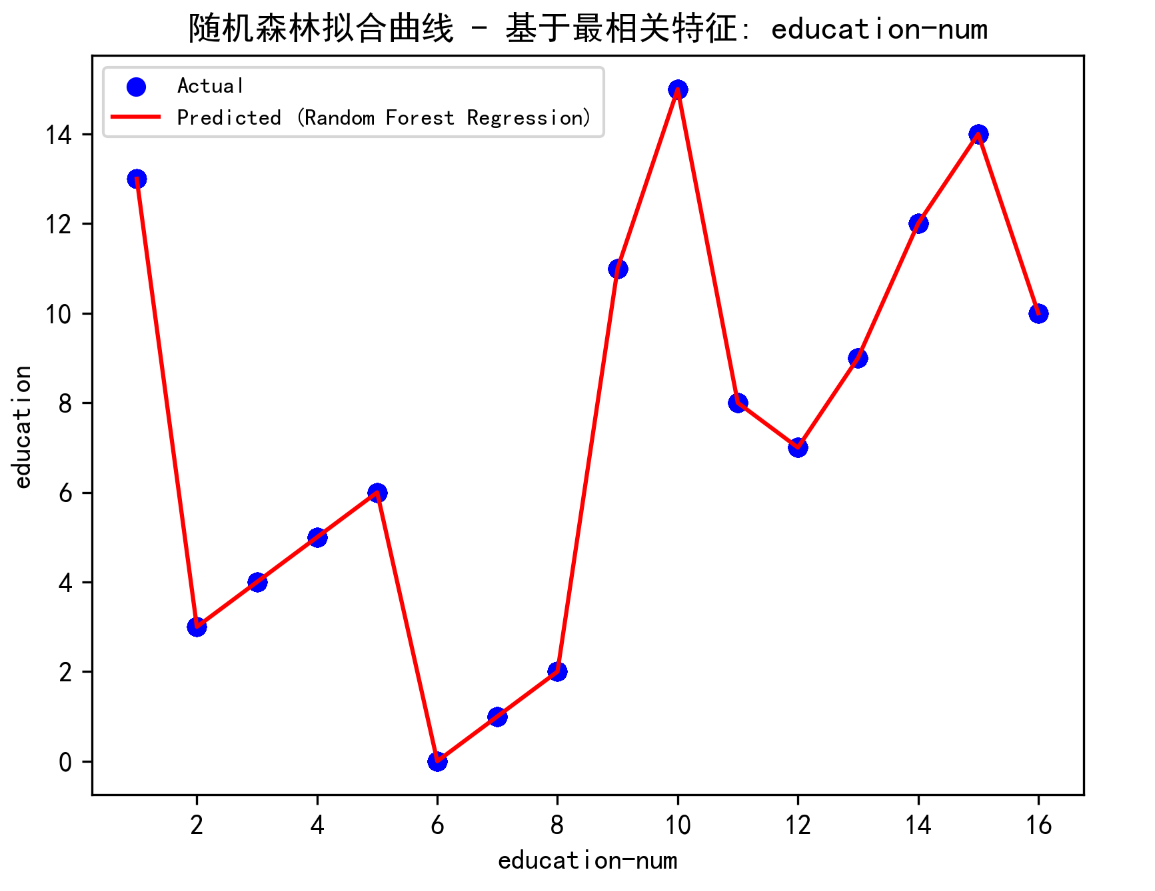 随机森林拟合曲线 - 基于最相关特征: education-num
Actual
Predicted (Random Forest Regression)
14
12
10
8
6
4
2
0
education
2 4 6 8 10 12 14 16
education-num